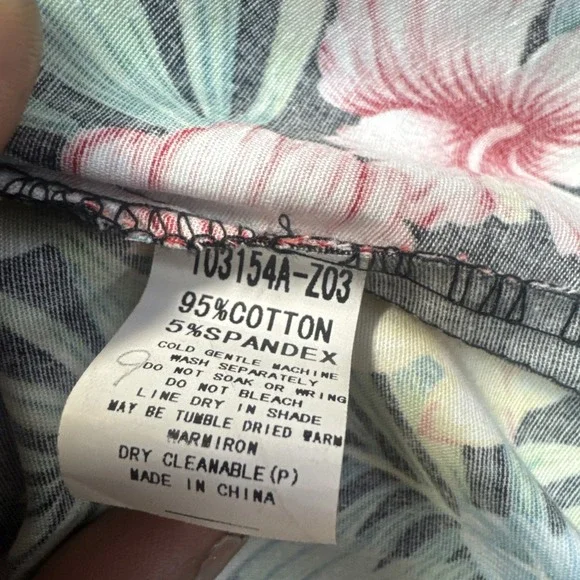 103154A-Z03
95%COTTON
5%SPANDEX
COLD GENTLE MACHINE
WASH SEPARATELY
DO NOT SOAK OR WRING
DO NOT BLEACH
LINE DRY IN SHADE
MAY BE TUMBLE DRIED WARM
WARMIRON
DRY CLEANABLE(P)
MADE IN CHINA
9